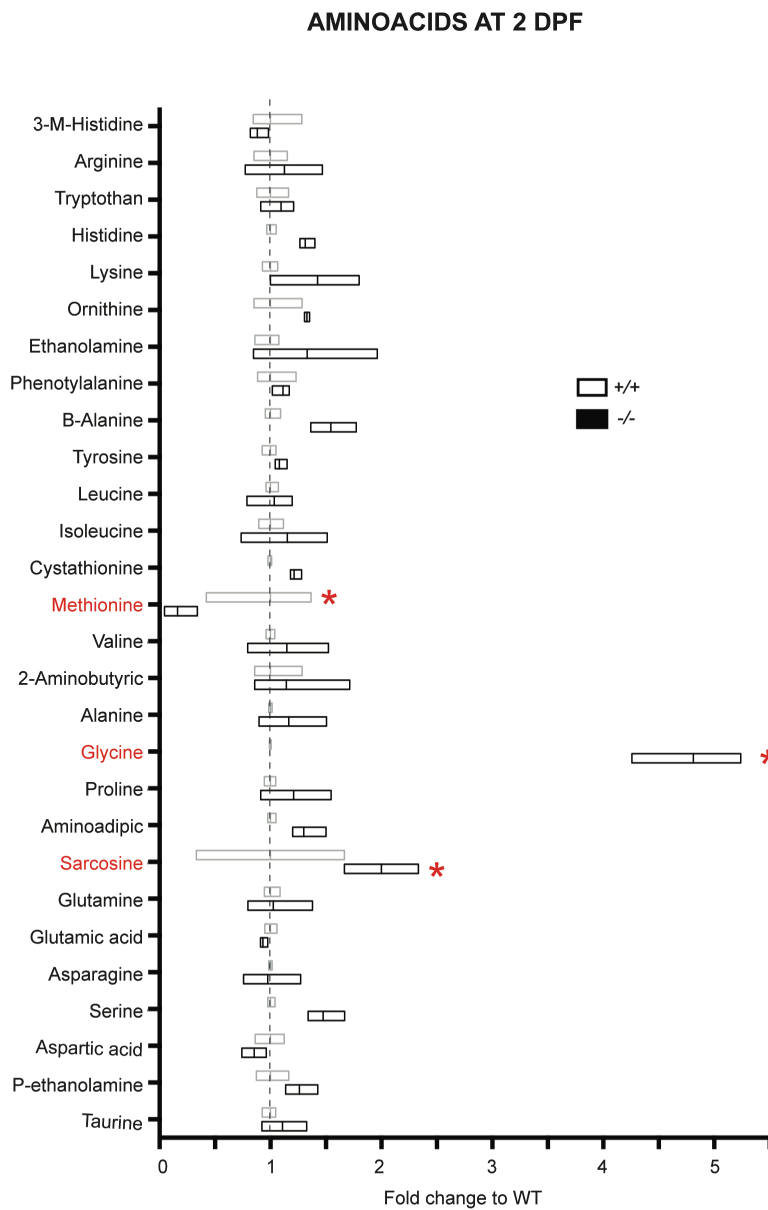 AMINOACIDS AT 2 DPF
3-M-Histidine
Arginine
Tryptothan
Histidine
Lysine
Ornithine
Ethanolamine
Phenotylalanine
+/+
B-Alanine
-/-
Tyrosine
Leucine
Isoleucine
Cystathionine
Methionine *
Valine
2-Aminobutyric
Alanine
Glycine *
Proline
Aminoadipic
Sarcosine *
Glutamine
Glutamic acid
Asparagine
Serine
Aspartic acid
P-ethanolamine
Taurine
0 1 2 3 4 5
Fold change to WT